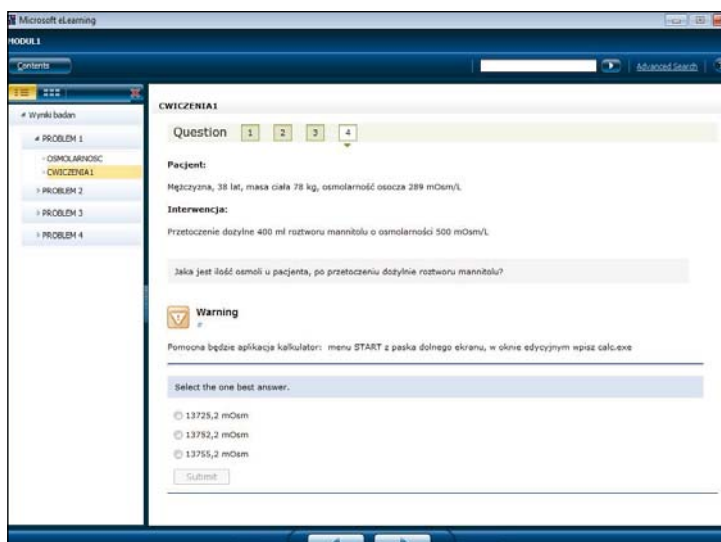 Microsoft eLearning
MODUL1
Contents
Advanced Search
Wyniki badan
PROBLEM 1
OSMOLARNOSC
CWICZENIA1
PROBLEM 2
PROBLEM 3
PROBLEM 4
CWICZENIA1
Question 1 2 3 4
Pacjent:
Mężczyzna, 38 lat, masa ciała 78 kg, osmolarność osocza 289 mOsm/L
Interwencja:
Przetoczenie dożylne 400 ml roztworu mannitolu o osmolarności 500 mOsm/L
Jaka jest ilość osmoli u pacjenta, po przetoczeniu dożylnie roztworu mannitolu?
Warning
Pomocna będzie aplikacja kalkulator: menu START z paska dolnego ekranu, w oknie edycyjnym wpisz calc.exe
Select the one best answer.
13725,2 mOsm
13752,2 mOsm
13755,2 mOsm
Submit